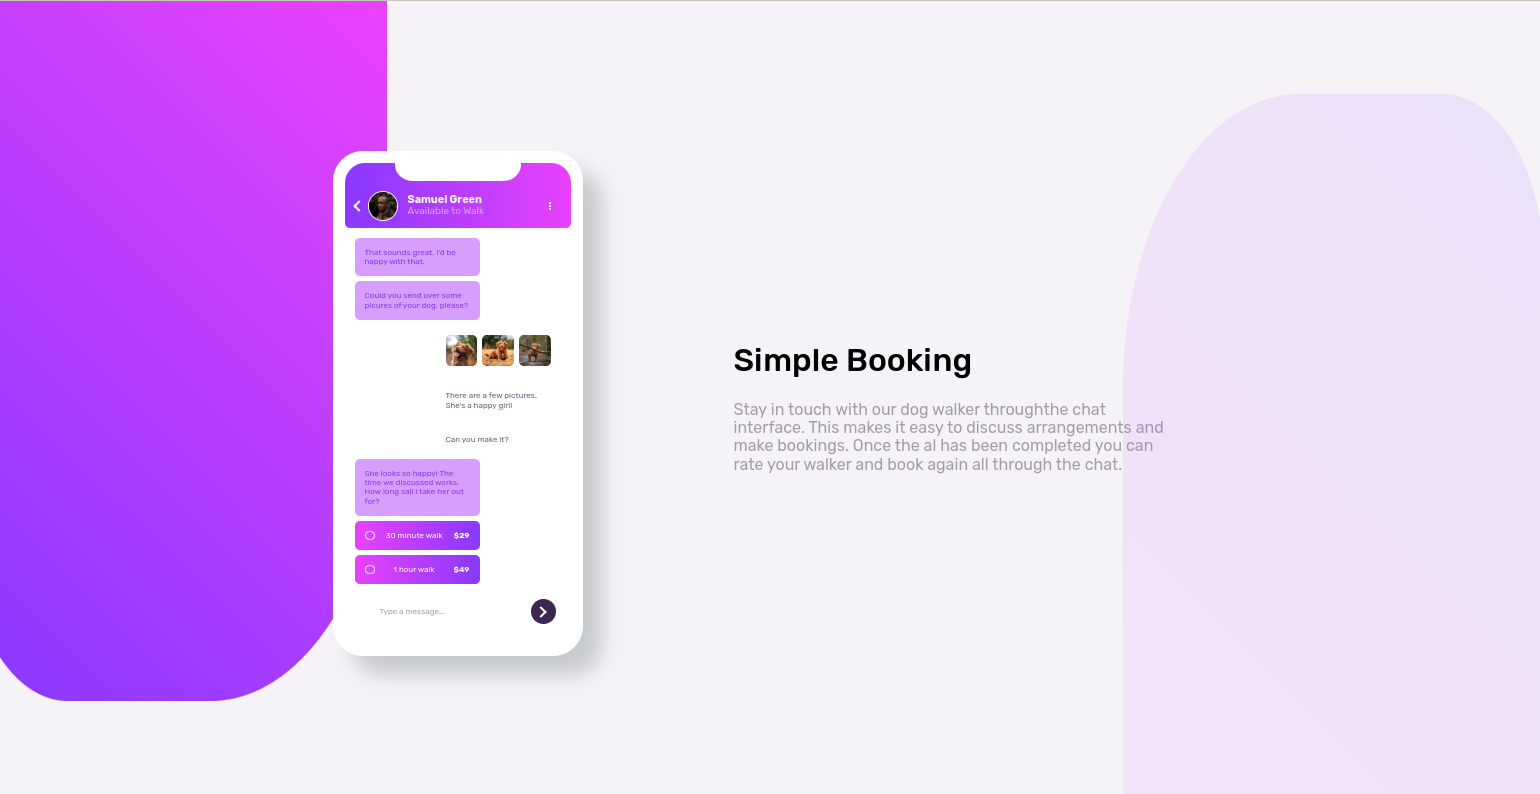 Samuel Green
Available to Walk
That sounds great. I'd be
happy with that.
Could you send over some
picures of your dog, please?
There are a few pictures.
She's a happy girl!
Can you make it?
She looks so happy! The
time we discussed works.
How long sall I take her out
for?
30 minute walk $29
1 hour walk $49
Type a message...
Simple Booking
Stay in touch with our dog walker throughthe chat
interface. This makes it easy to discuss arrangements and
make bookings. Once the al has been completed you can
rate your walker and book again all through the chat.